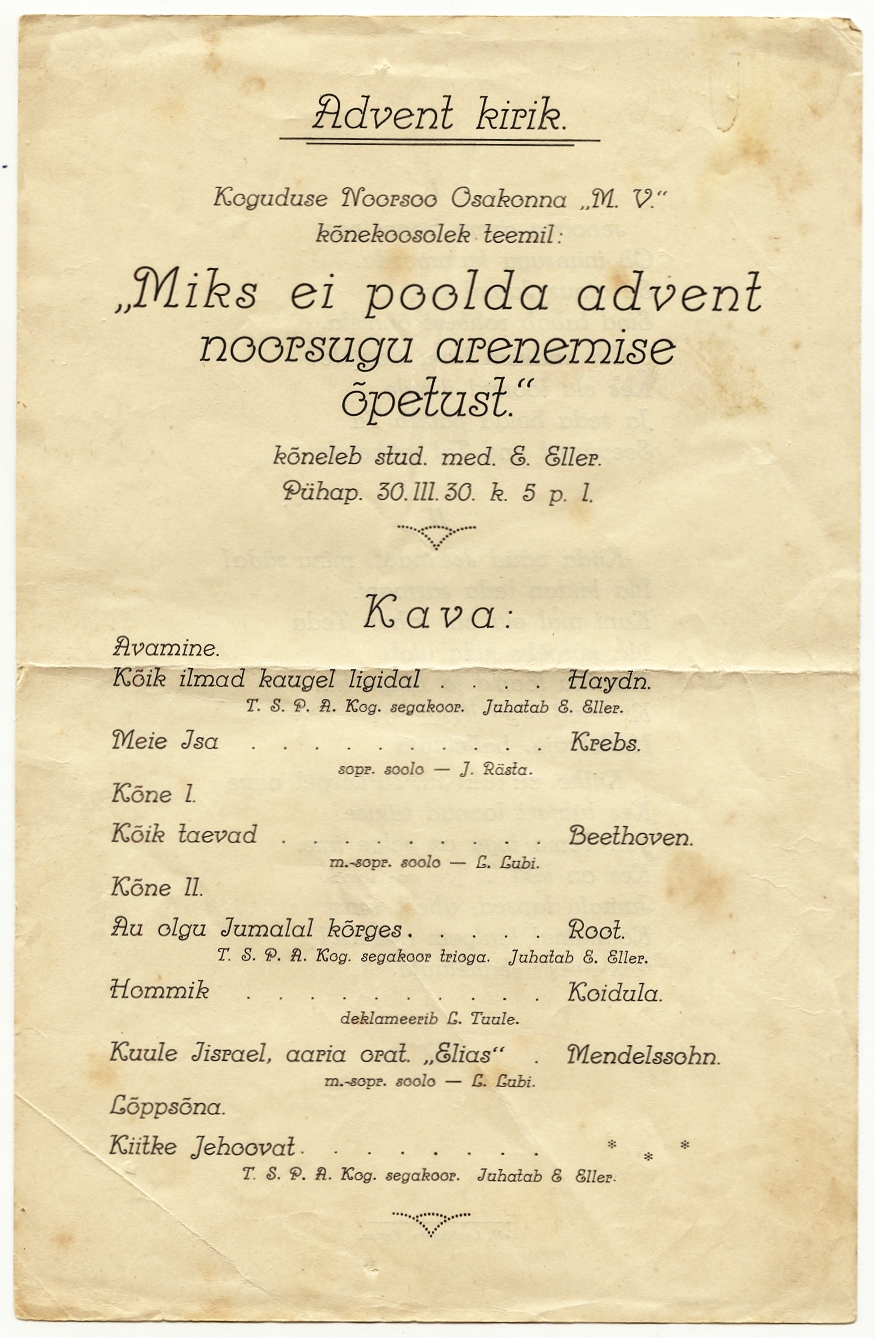 Advent kirik.
Koguduse Noorsoo Osakonna „M. V.“
kõnekoosolek teemil:
„Miks ei poolda advent
noorsugu arenemise
õpetust.“
kõneleb stud. med. E. Eller.
Pühap. 30.III.30. k. 5 p. l.
Kava:
Avamine.
Kõik ilmad kaugel ligidal . . . . Haydn.
T. S. P. A. Kog. segakoor. Juhatab E. Eller.
Meie Isa . . . . . . . . . . Krebs.
sopr. soolo — J. Rästa.
Kõne I.
Kõik taevad . . . . . . . . . Beethoven.
m.-sopr. soolo — L. Lubi.
Kõne II.
Au olgu Jumalal kõrges. . . . . Root.
T. S. P. A. Kog. segakoor trioga. Juhatab E. Eller.
Hommik . . . . . . . . . . Koidula.
deklameerib L. Tuule.
Kuule Iisrael, aaria orat. „Elias“ . Mendelssohn.
m.-sopr. soolo — L. Lubi.
Lõppsõna.
Kiitke Jehoovat. . . . . . . . * * *
T. S. P. A. Kog. segakoor. Juhatab E Eller.